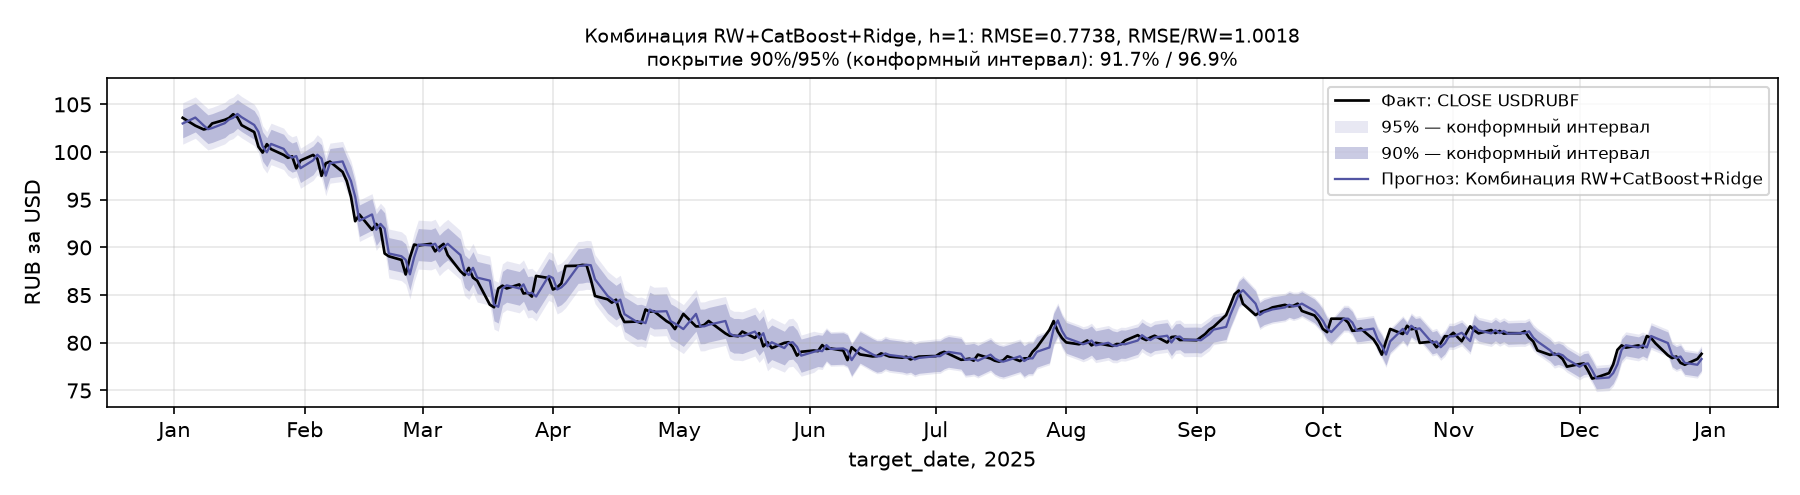 Комбинация RW+CatBoost+Ridge, h=1: RMSE=0.7738, RMSE/RW=1.0018
покрытие 90%/95% (конформный интервал): 91.7% / 96.9%
Факт: CLOSE USDRUBF
95% — конформный интервал
90% — конформный интервал
Прогноз: Комбинация RW+CatBoost+Ridge
RUB за USD
105
100
95
90
85
80
75
Jan Feb Mar Apr May Jun Jul Aug Sep Oct Nov Dec Jan
target_date, 2025